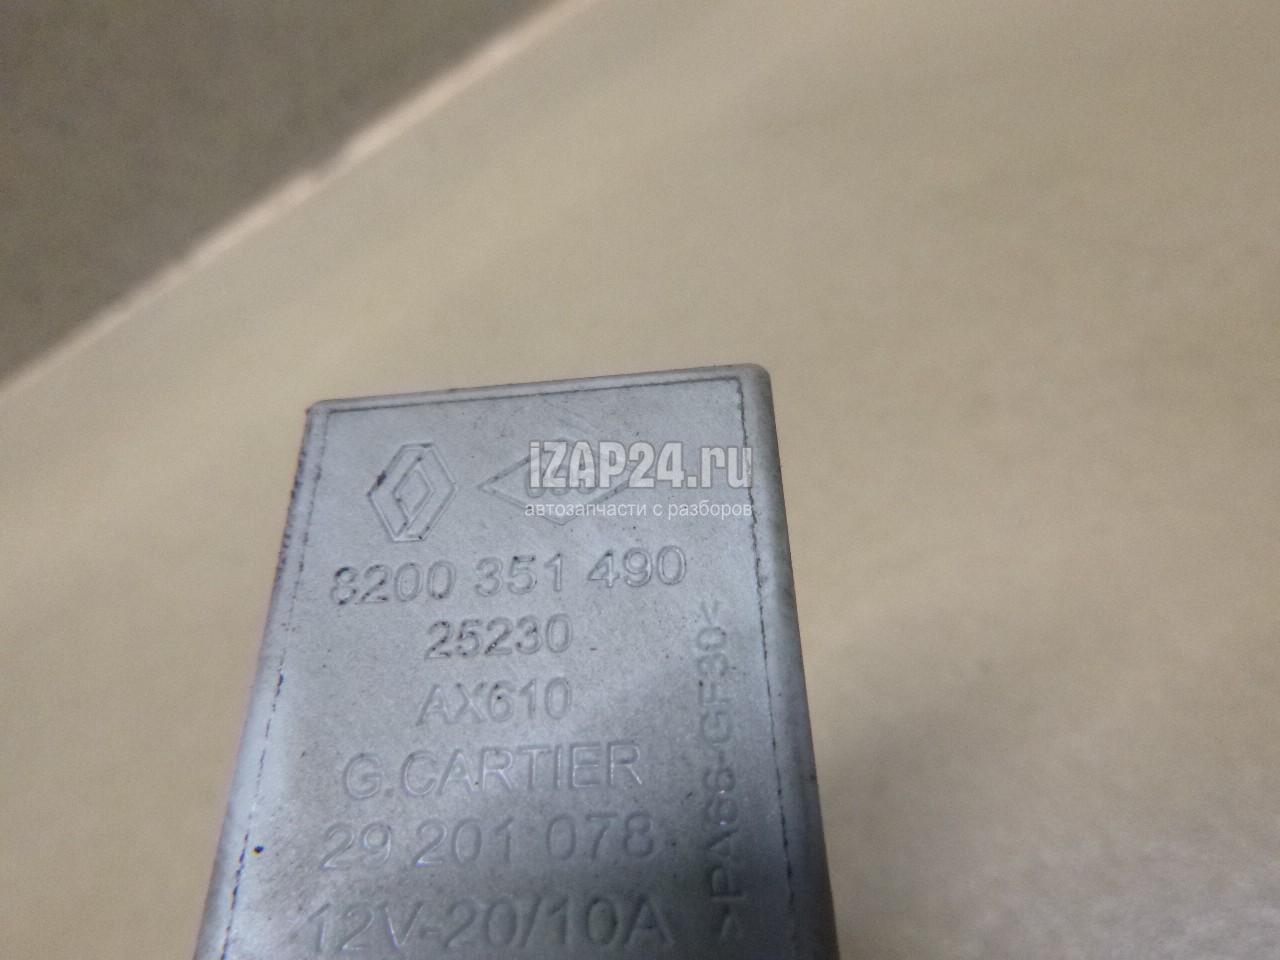 iZAP24.ru
автозапчасти с разборов
8200 351 490
25230
AX610
G.CARTIER
29 201 078
12V-20/10A
>PA66-GF30<